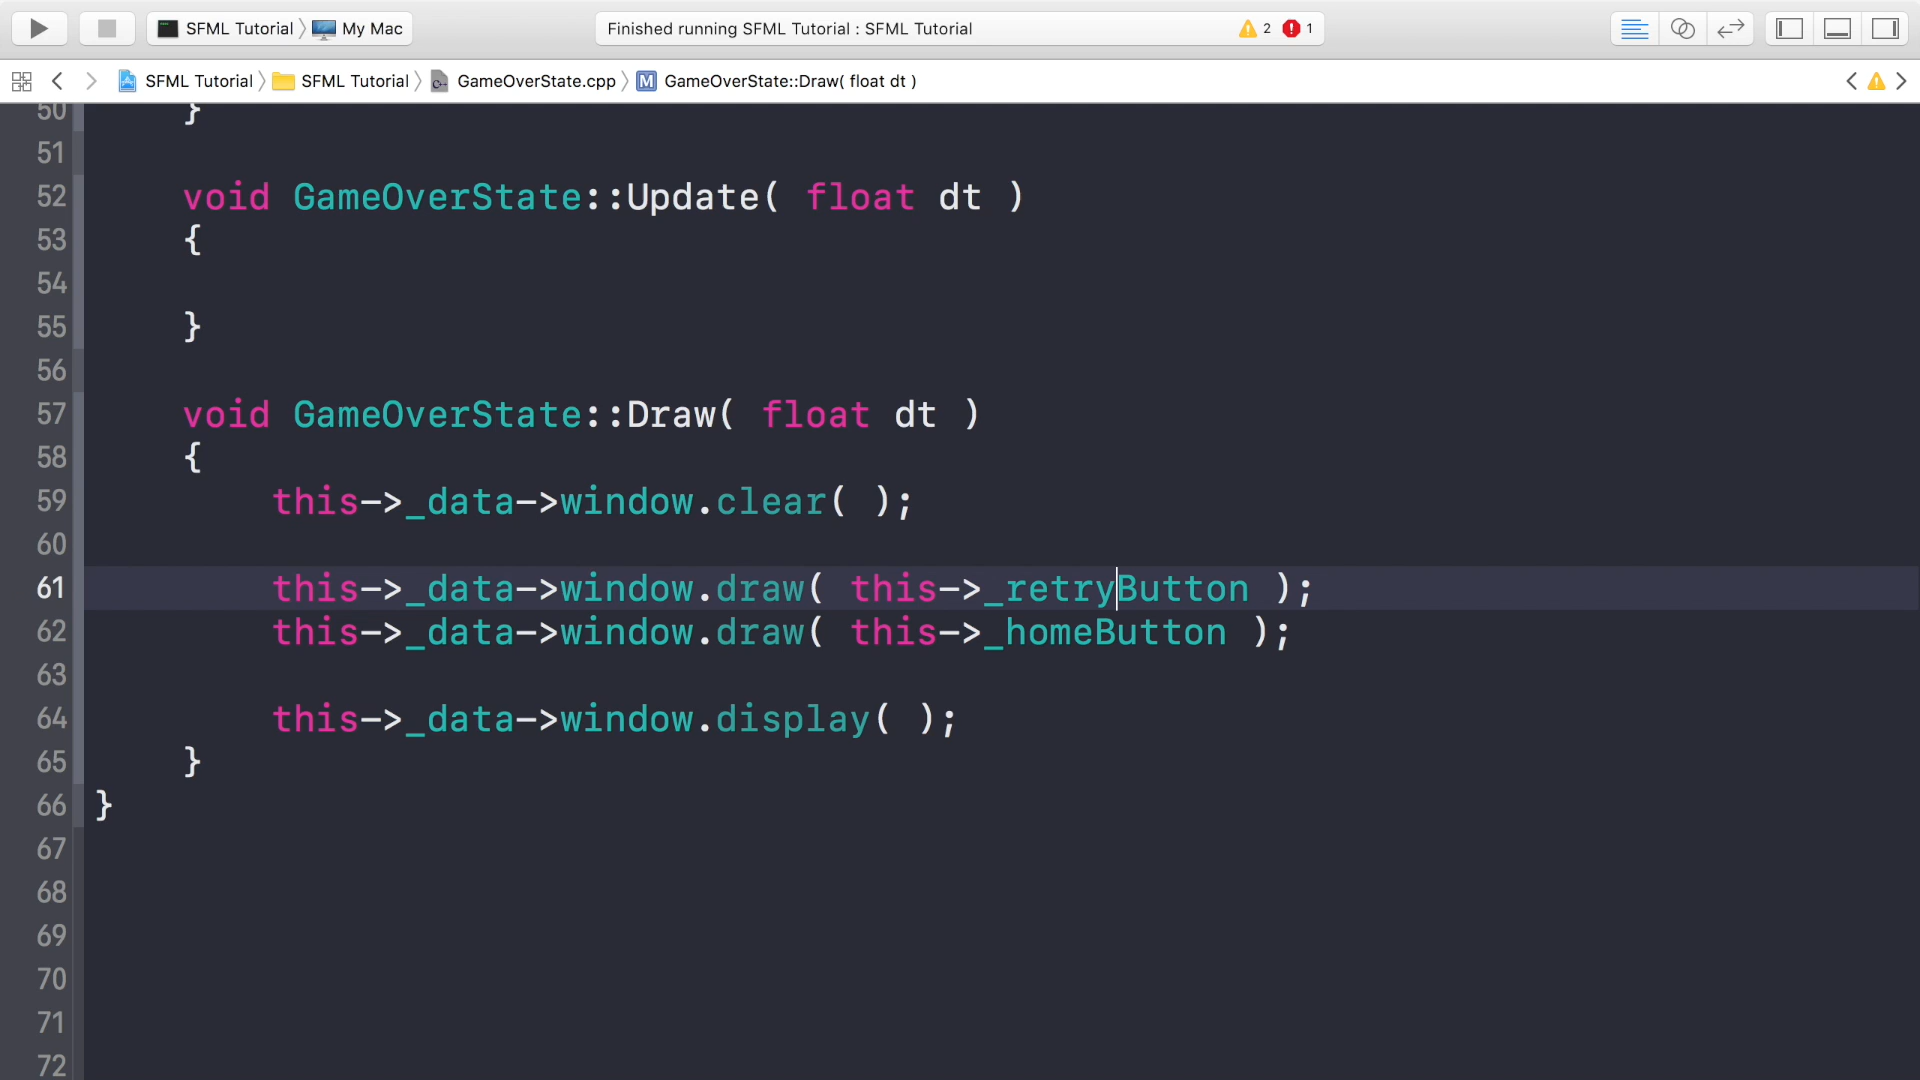 SFML Tutorial My Mac Finished running SFML Tutorial : SFML Tutorial 2 1
SFML Tutorial SFML Tutorial GameOverState.cpp M GameOverState::Draw( float dt )
50 }
51
52 void GameOverState::Update( float dt )
53 {
54
55 }
56
57 void GameOverState::Draw( float dt )
58 {
59 this->_data->window.clear( );
60
61 this->_data->window.draw( this->_retryButton );
62 this->_data->window.draw( this->_homeButton );
63
64 this->_data->window.display( );
65 }
66 }
67
68
69
70
71
72